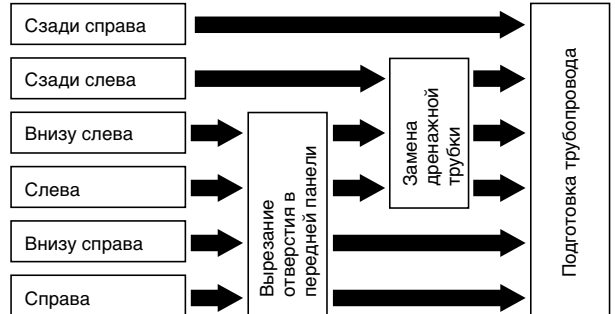 Сзади справа
Сзади слева
Внизу слева
Слева
Внизу справа
Справа
Вырезание
отверстия в
передней панели
Замена
дренажной
трубки
Подготовка трубопровода